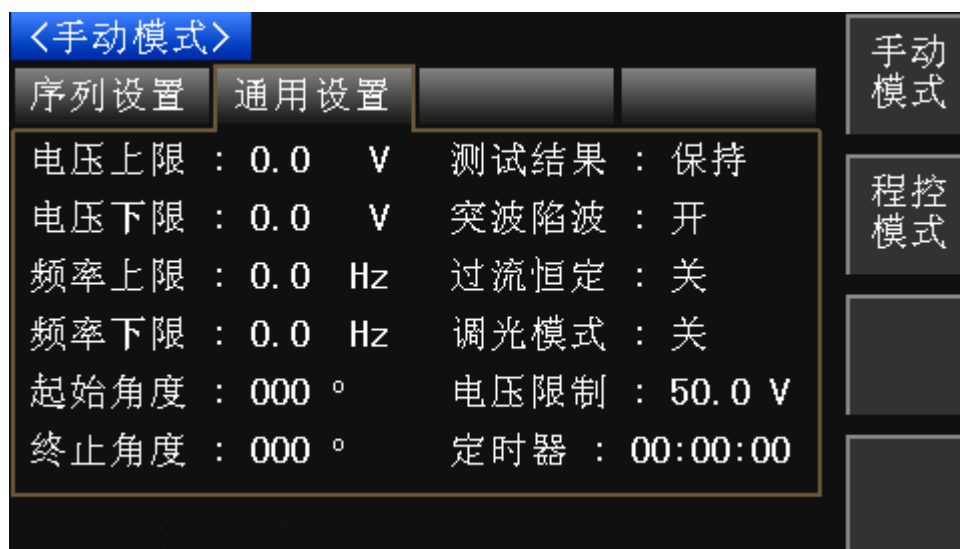 <手动模式>
序列设置 通用设置
电压上限 : 0.0 V 测试结果 : 保持
电压下限 : 0.0 V 突波陷波 : 开
频率上限 : 0.0 Hz 过流恒定 : 关
频率下限 : 0.0 Hz 调光模式 : 关
起始角度 : 000 ° 电压限制 : 50.0 V
终止角度 : 000 ° 定时器 : 00:00:00
手动
模式
程控
模式